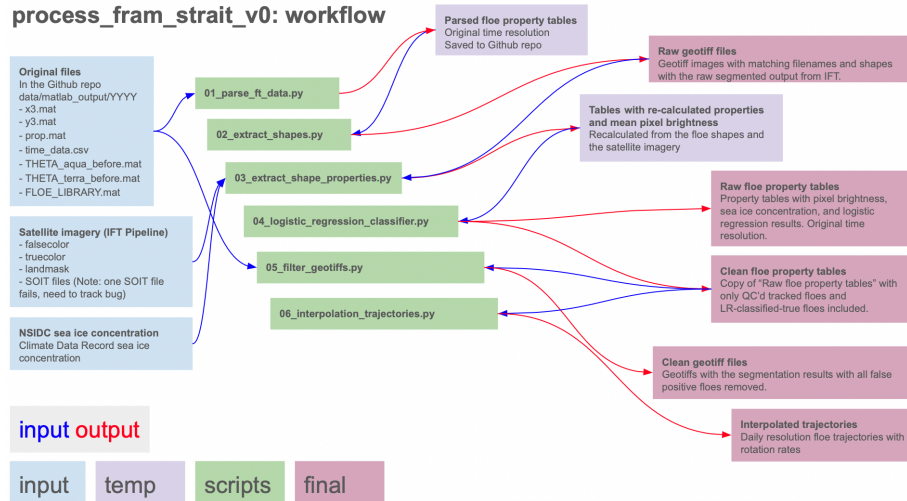 process_fram_strait_v0: workflow
Parsed floe property tables
Original time resolution
Saved to Github repo
Original files
In the Github repo
data/matlab_output/YYYY
- x3.mat
- y3.mat
- prop.mat
- time_data.csv
- THETA_aqua_before.mat
- THETA_terra_before.mat
- FLOE_LIBRARY.mat
Satellite imagery (IFT Pipeline)
- falsecolor
- truecolor
- landmask
- SOIT files (Note: one SOIT file
fails, need to track bug)
NSIDC sea ice concentration
Climate Data Record sea ice
concentration
01_parse_ft_data.py
02_extract_shapes.py
03_extract_shape_properties.py
04_logistic_regression_classifier.py
05_filter_geotiffs.py
06_interpolation_trajectories.py
Raw geotiff files
Geotiff images with matching filenames and shapes
with the raw segmented output from IFT.
Tables with re-calculated properties
and mean pixel brightness
Recalculated from the floe shapes and
the satellite imagery
Raw floe property tables
Property tables with pixel brightness,
sea ice concentration, and logistic
regression results. Original time
resolution.
Clean floe property tables
Copy of “Raw floe property tables” with
only QC’d tracked floes and
LR-classified-true floes included.
Clean geotiff files
Geotiffs with the segmentation results with all false
positive floes removed.
Interpolated trajectories
Daily resolution floe trajectories with
rotation rates
input output
input
temp
scripts
final